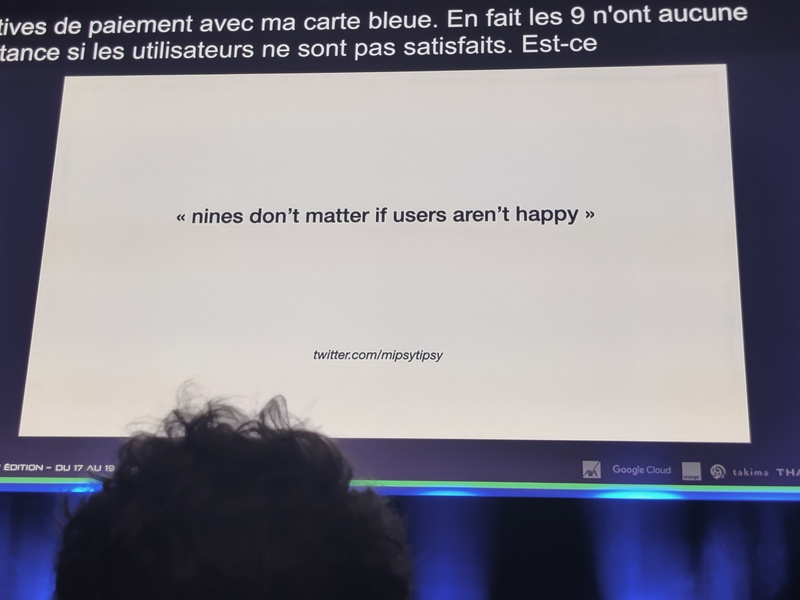 tives de paiement avec ma carte bleue. En fait les 9 n'ont aucune
tance si les utilisateurs ne sont pas satisfaits. Est-ce
« nines don't matter if users aren't happy »
twitter.com/mipsytipsy
ÉDITION - DU 17 AU 19
AXA Google Cloud takima THA